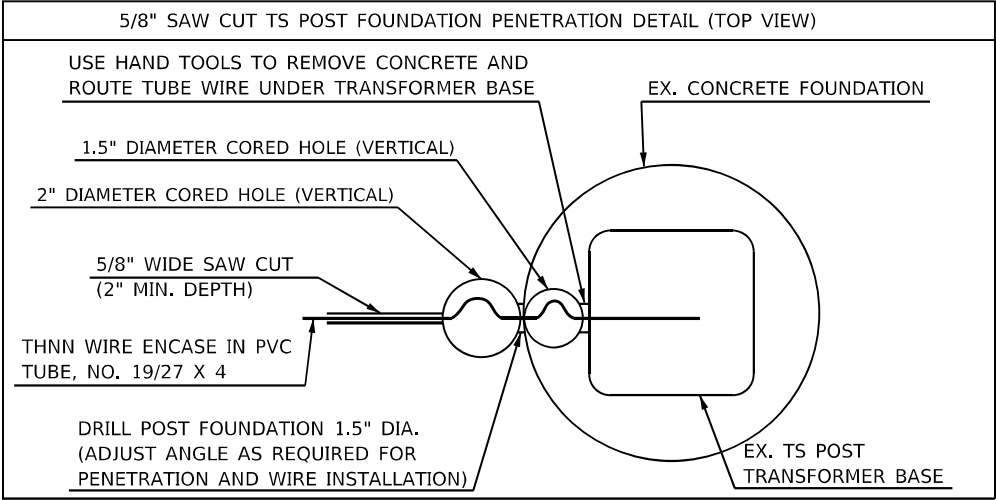 5/8" SAW CUT TS POST FOUNDATION PENETRATION DETAIL (TOP VIEW)
USE HAND TOOLS TO REMOVE CONCRETE AND
ROUTE TUBE WIRE UNDER TRANSFORMER BASE
EX. CONCRETE FOUNDATION
1.5" DIAMETER CORED HOLE (VERTICAL)
2" DIAMETER CORED HOLE (VERTICAL)
5/8" WIDE SAW CUT
(2" MIN. DEPTH)
THNN WIRE ENCASE IN PVC
TUBE, NO. 19/27 X 4
DRILL POST FOUNDATION 1.5" DIA.
(ADJUST ANGLE AS REQUIRED FOR
PENETRATION AND WIRE INSTALLATION)
EX. TS POST
TRANSFORMER BASE